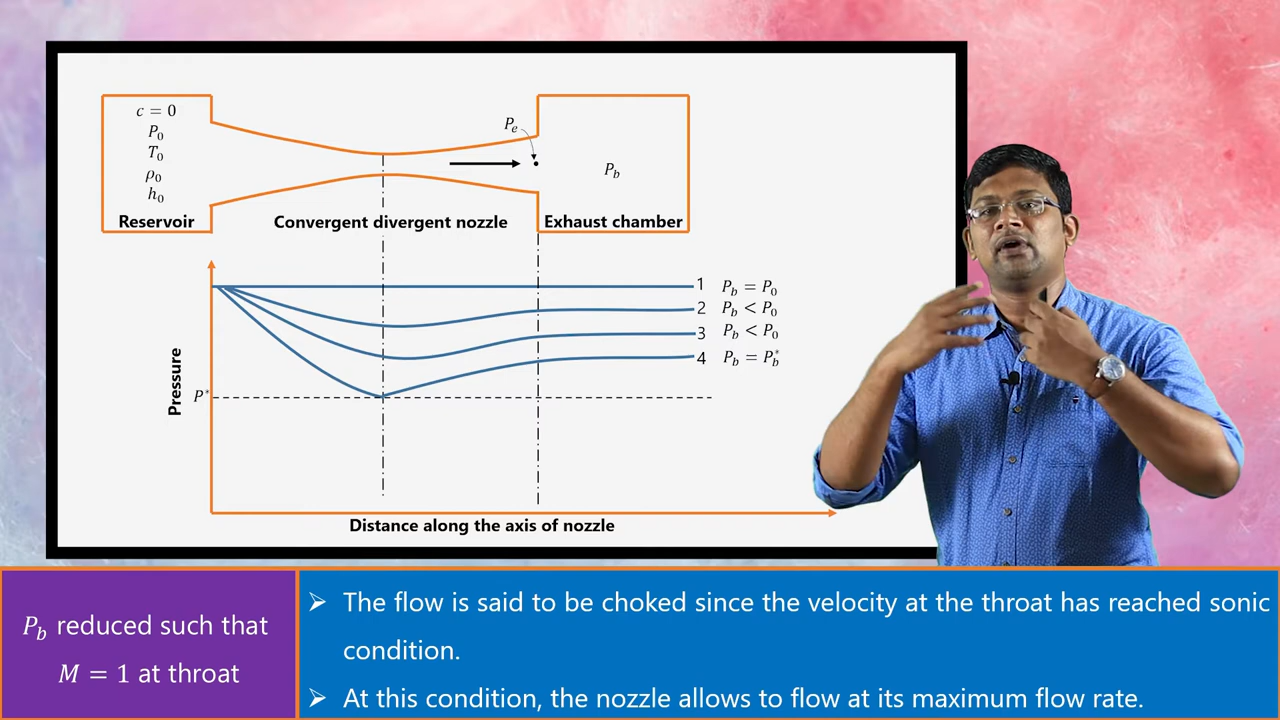 c = 0
P₀
T₀
ρ₀
h₀
Reservoir
Convergent divergent nozzle
Pₑ
P_b
Exhaust chamber
1 P_b = P₀
2 P_b < P₀
3 P_b < P₀
4 P_b = P_b*
Pressure
P*
Distance along the axis of nozzle
P_b reduced such that
M = 1 at throat
➢ The flow is said to be choked since the velocity at the throat has reached sonic
condition.
➢ At this condition, the nozzle allows to flow at its maximum flow rate.